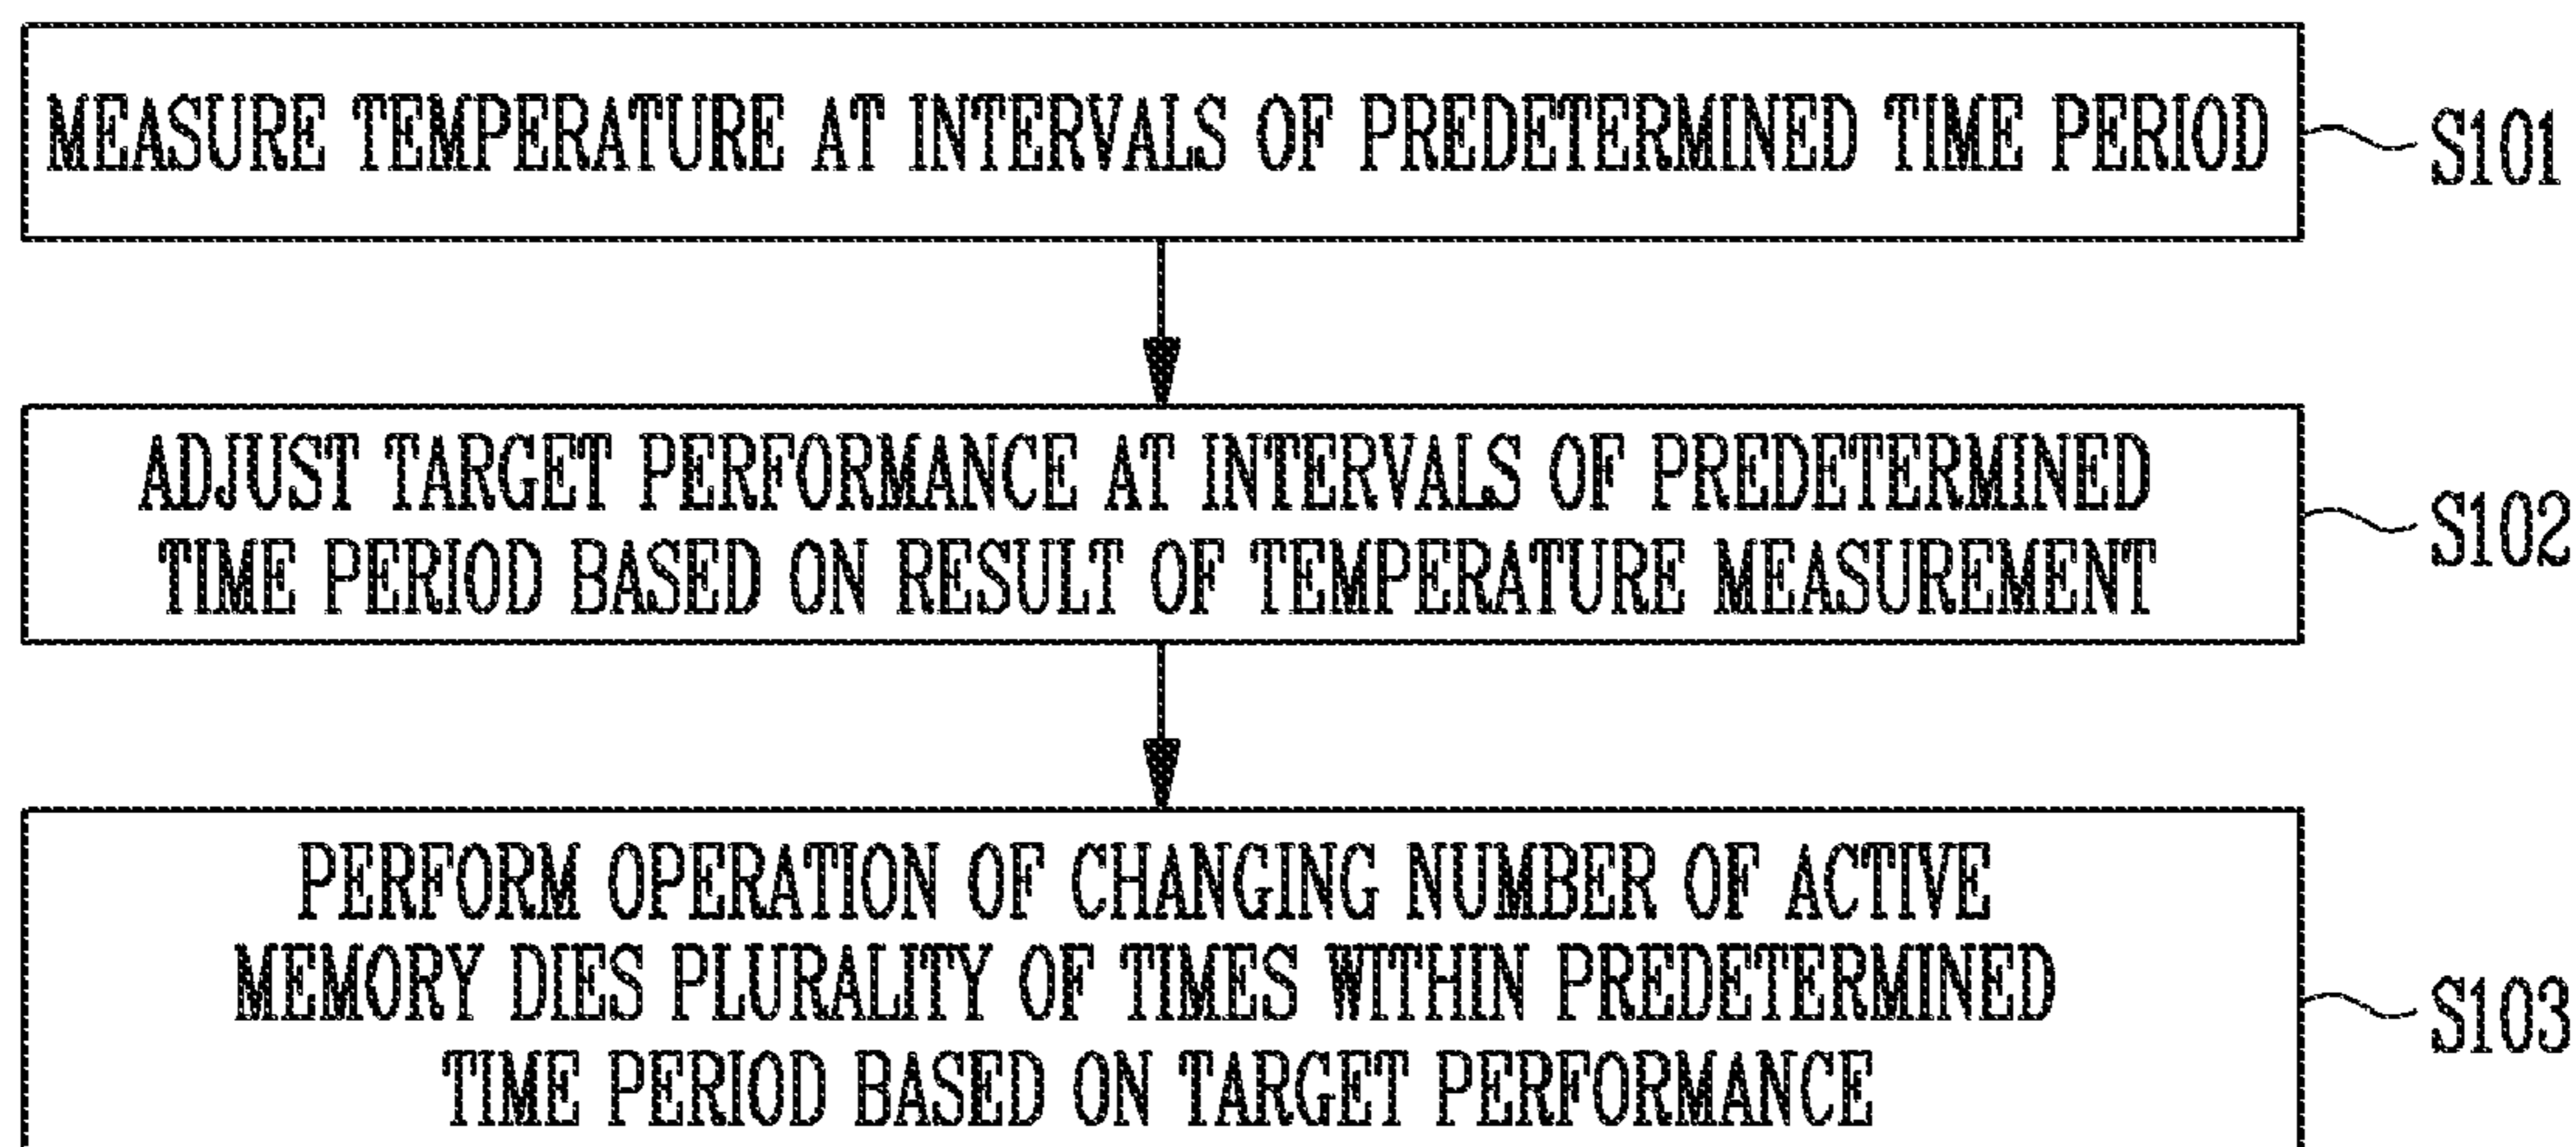 MEASURE TEMPERATURE AT INTERVALS OF PREDETERMINED TIME PERIOD
S101
ADJUST TARGET PERFORMANCE AT INTERVALS OF PREDETERMINED
TIME PERIOD BASED ON RESULT OF TEMPERATURE MEASUREMENT
S102
PERFORM OPERATION OF CHANGING NUMBER OF ACTIVE
MEMORY DIES PLURALITY OF TIMES WITHIN PREDETERMINED
TIME PERIOD BASED ON TARGET PERFORMANCE
S103